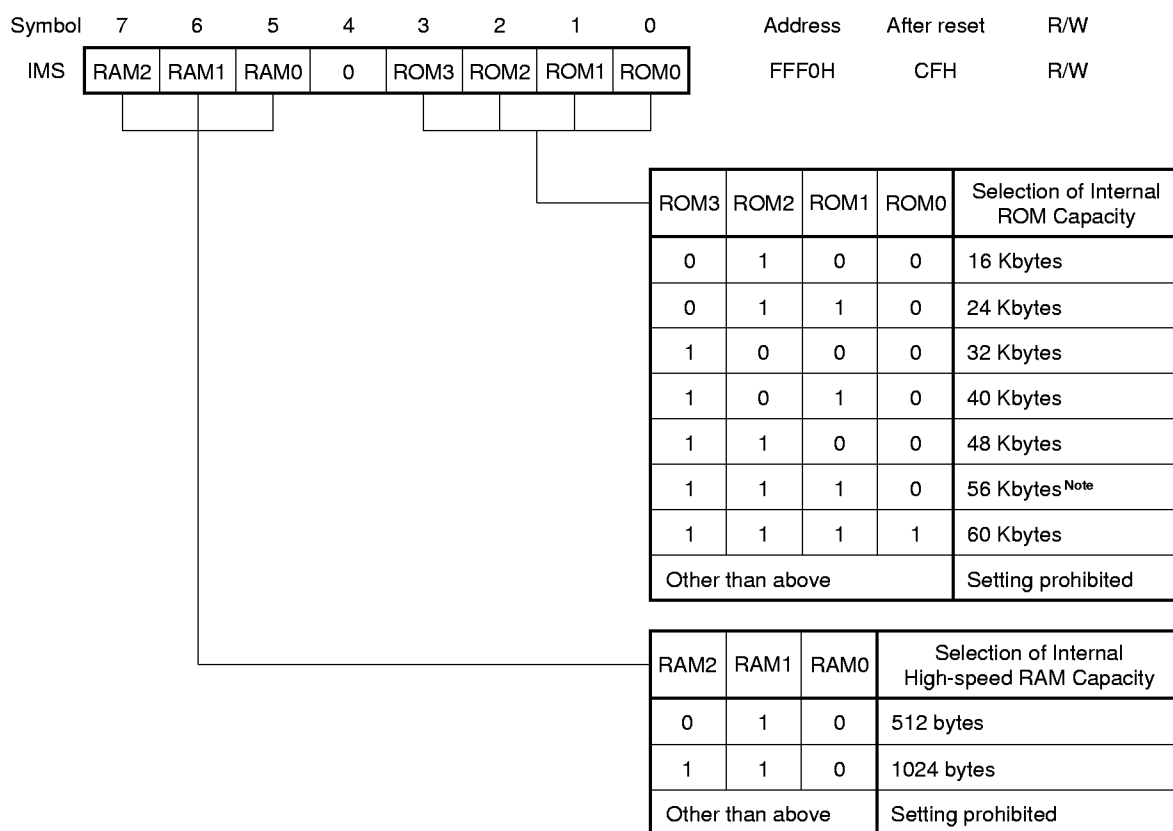 Symbol 7 6 5 4 3 2 1 0 Address After reset R/W
IMS RAM2 RAM1 RAM0 0 ROM3 ROM2 ROM1 ROM0 FFF0H CFH R/W
ROM3 ROM2 ROM1 ROM0 Selection of Internal
ROM Capacity
0 1 0 0 16 Kbytes
0 1 1 0 24 Kbytes
1 0 0 0 32 Kbytes
1 0 1 0 40 Kbytes
1 1 0 0 48 Kbytes
1 1 1 0 56 Kbytes Note
1 1 1 1 60 Kbytes
Other than above Setting prohibited
RAM2 RAM1 RAM0 Selection of Internal
High-speed RAM Capacity
0 1 0 512 bytes
1 1 0 1024 bytes
Other than above Setting prohibited